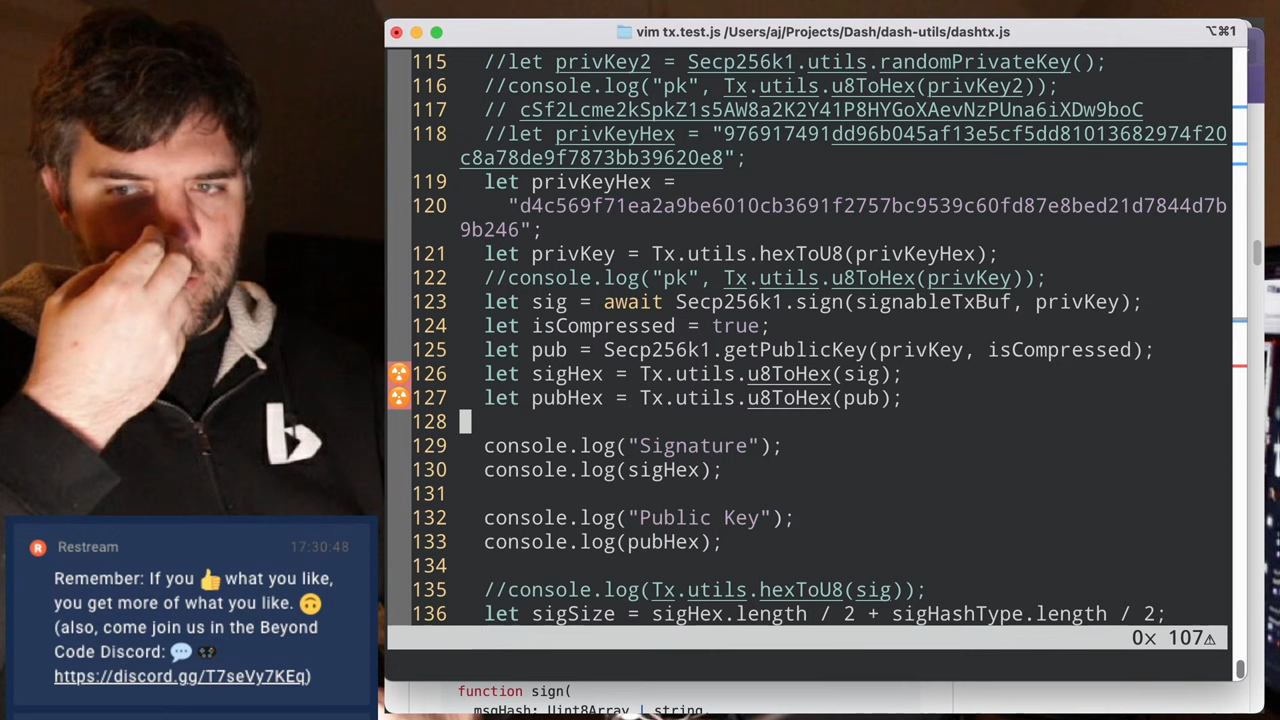 vim tx.test.js /Users/aj/Projects/Dash/dash-utils/dashtx.js
⌥⌘1
115 //let privKey2 = Secp256k1.utils.randomPrivateKey();
116 //console.log("pk", Tx.utils.u8ToHex(privKey2));
117 // cSf2Lcme2kSpkZ1s5AW8a2K2Y41P8HYGoXAevNzPUna6iXDw9boC
118 //let privKeyHex = "976917491dd96b045af13e5cf5dd81013682974f20
c8a78de9f7873bb39620e8";
119 let privKeyHex =
120 "d4c569f71ea2a9be6010cb3691f2757bc9539c60fd87e8bed21d7844d7b
9b246";
121 let privKey = Tx.utils.hexToU8(privKeyHex);
122 //console.log("pk", Tx.utils.u8ToHex(privKey));
123 let sig = await Secp256k1.sign(signableTxBuf, privKey);
124 let isCompressed = true;
125 let pub = Secp256k1.getPublicKey(privKey, isCompressed);
126 let sigHex = Tx.utils.u8ToHex(sig);
127 let pubHex = Tx.utils.u8ToHex(pub);
128
129 console.log("Signature");
130 console.log(sigHex);
131
132 console.log("Public Key");
133 console.log(pubHex);
134
135 //console.log(Tx.utils.hexToU8(sig));
136 let sigSize = sigHex.length / 2 + sigHashType.length / 2;
0× 107⚠
function sign(
msgHash: Uint8Array | string,
R Restream 17:30:48
Remember: If you 👍 what you like,
you get more of what you like. 🙃
(also, come join us in the Beyond
Code Discord: 💬 🎮
https://discord.gg/T7seVy7KEq)
b